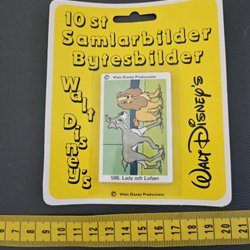 10 st
Samlarbilder
Bytesbilder
Walt Disney's
© Walt Disney Productions
106. Lady och Lufsen
WALT DISNEY'S
© Walt Disney Productions